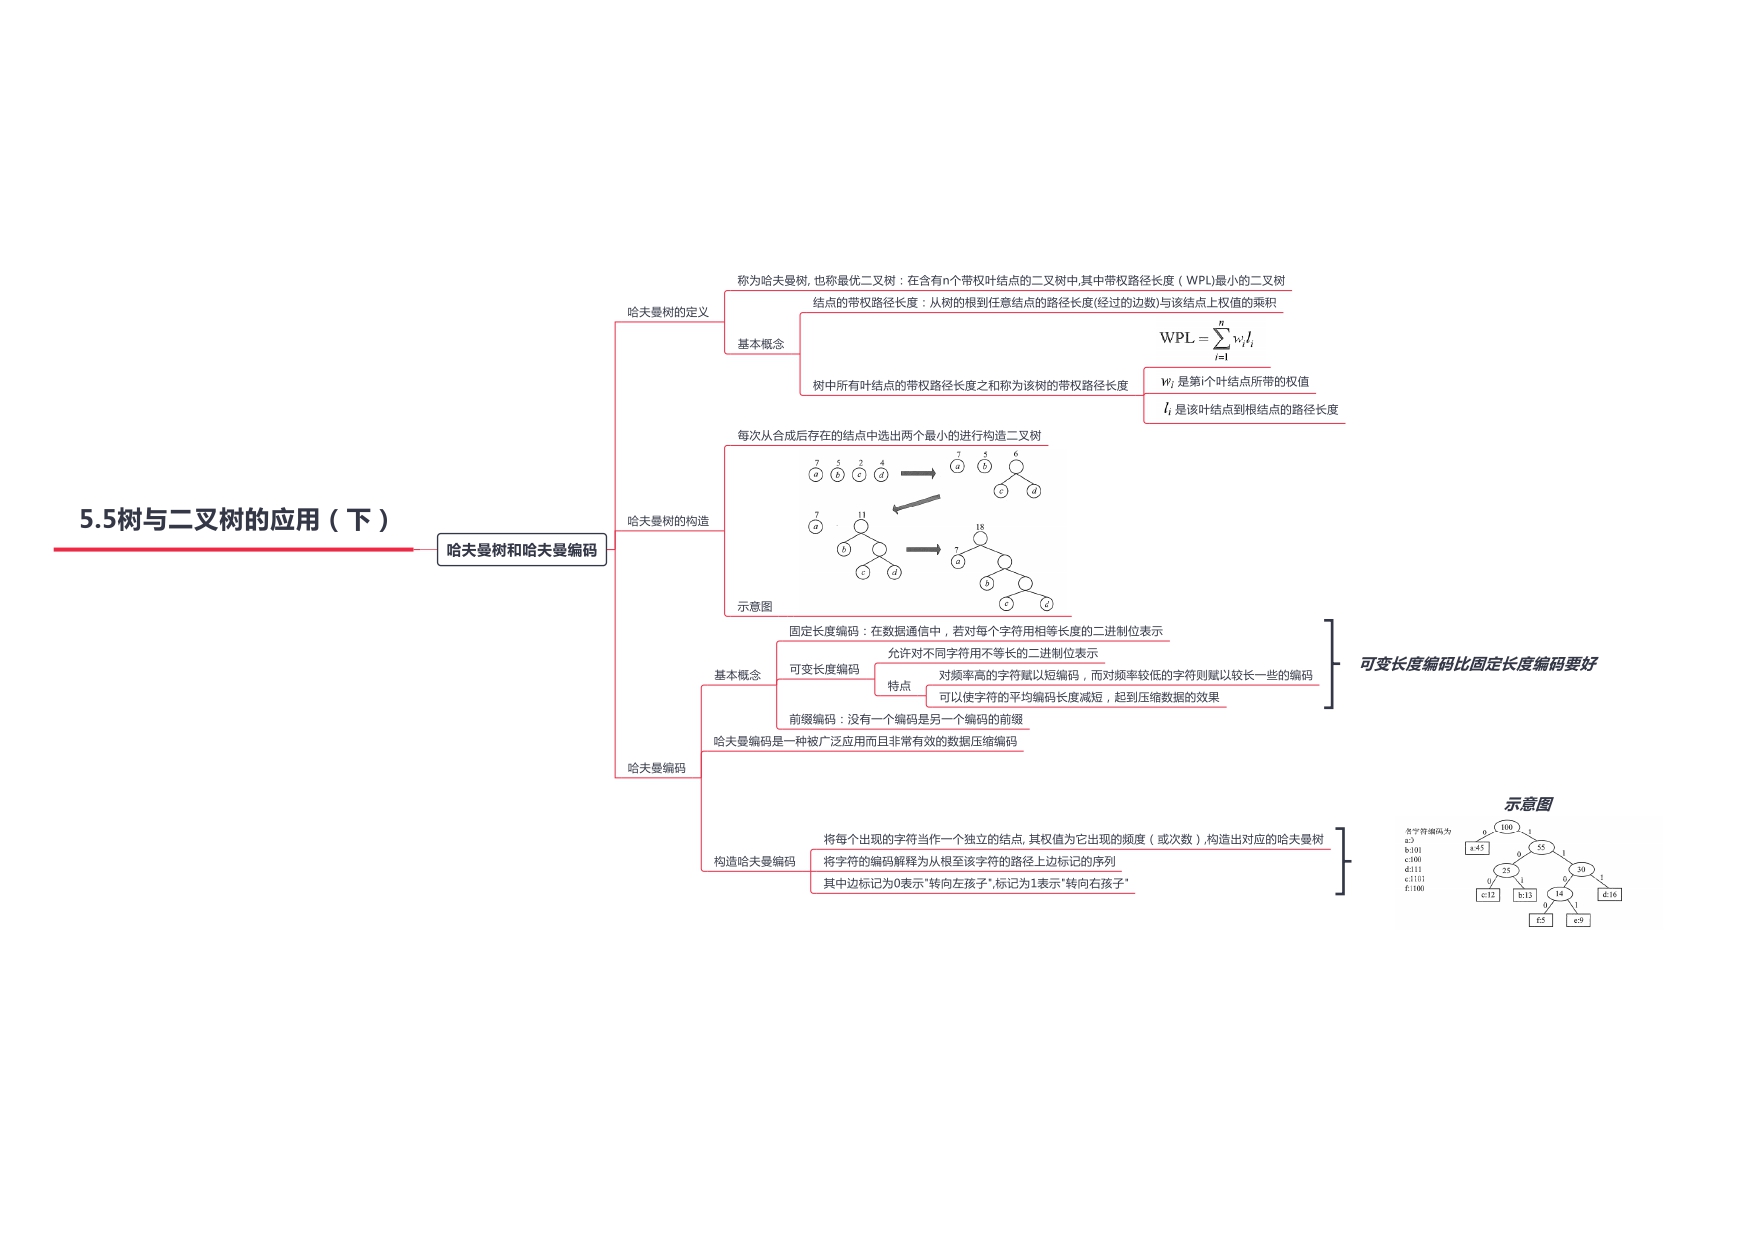 5.5树与二叉树的应用（下）
哈夫曼树和哈夫曼编码
哈夫曼树的定义
称为哈夫曼树, 也称最优二叉树：在含有n个带权叶结点的二叉树中,其中带权路径长度（WPL)最小的二叉树
基本概念
结点的带权路径长度：从树的根到任意结点的路径长度(经过的边数)与该结点上权值的乘积
树中所有叶结点的带权路径长度之和称为该树的带权路径长度
n
WPL = ∑ wᵢlᵢ
i=1
wᵢ 是第i个叶结点所带的权值
lᵢ 是该叶结点到根结点的路径长度
哈夫曼树的构造
每次从合成后存在的结点中选出两个最小的进行构造二叉树
示意图
7 5 2 4
a b c d
7 5 6
a b
c d
7 11
a
b
c d
18
7
a
b
c d
哈夫曼编码
基本概念
固定长度编码：在数据通信中，若对每个字符用相等长度的二进制位表示
可变长度编码
允许对不同字符用不等长的二进制位表示
特点
对频率高的字符赋以短编码，而对频率较低的字符则赋以较长一些的编码
可以使字符的平均编码长度减短，起到压缩数据的效果
前缀编码：没有一个编码是另一个编码的前缀
可变长度编码比固定长度编码要好
哈夫曼编码是一种被广泛应用而且非常有效的数据压缩编码
构造哈夫曼编码
将每个出现的字符当作一个独立的结点, 其权值为它出现的频度（或次数）,构造出对应的哈夫曼树
将字符的编码解释为从根至该字符的路径上边标记的序列
其中边标记为0表示"转向左孩子",标记为1表示"转向右孩子"
示意图
各字符编码为
a:0
b:101
c:100
d:111
e:1101
f:1100
100
0 1
a:45 55
0 1
25 30
0 1 0 1
c:12 b:13 14 d:16
0 1
f:5 e:9